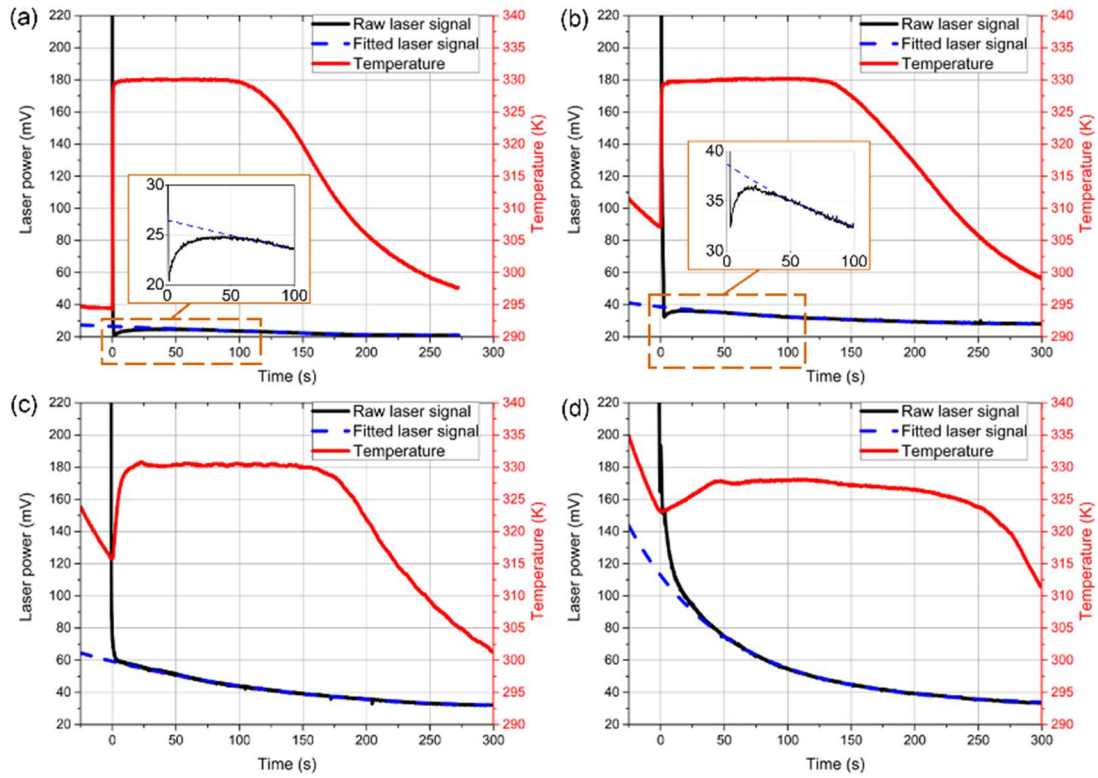 (a)
Raw laser signal
Fitted laser signal
Temperature
Laser power (mV)
220
200
180
160
140
120
100
80
60
40
20
340
335
330
325
320
315
310
305
300
295
290
Temperature (K)
30
25
20
0 50 100
0 50 100 150 200 250 300
Time (s)
(b)
Raw laser signal
Fitted laser signal
Temperature
Laser power (mV)
220
200
180
160
140
120
100
80
60
40
20
340
335
330
325
320
315
310
305
300
295
290
Temperature (K)
40
35
30
0 50 100
0 50 100 150 200 250 300
Time (s)
(c)
Raw laser signal
Fitted laser signal
Temperature
Laser power (mV)
220
200
180
160
140
120
100
80
60
40
20
340
335
330
325
320
315
310
305
300
295
290
Temperature (K)
0 50 100 150 200 250 300
Time (s)
(d)
Raw laser signal
Fitted laser signal
Temperature
Laser power (mV)
220
200
180
160
140
120
100
80
60
40
20
340
335
330
325
320
315
310
305
300
295
290
Temperature (K)
0 50 100 150 200 250 300
Time (s)